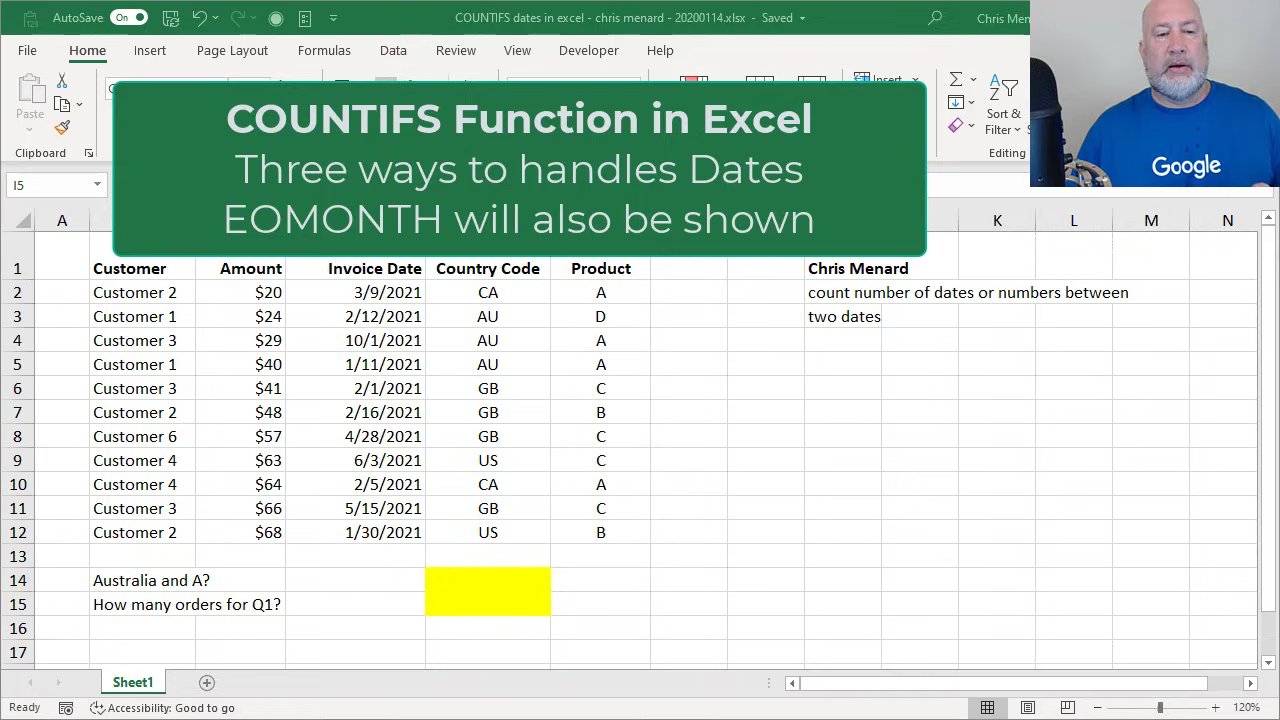 AutoSave On COUNTIFS dates in excel - chris menard - 20200114.xlsx - Saved Chris Menard
File Home Insert Page Layout Formulas Data Review View Developer Help
COUNTIFS Function in Excel
Three ways to handles Dates
EOMONTH will also be shown
Paste Insert Sort &
Filter
Clipboard Editing
Google
I5
A K L M N
1 Customer Amount Invoice Date Country Code Product Chris Menard
2 Customer 2 $20 3/9/2021 CA A count number of dates or numbers between
3 Customer 1 $24 2/12/2021 AU D two dates
4 Customer 3 $29 10/1/2021 AU A
5 Customer 1 $40 1/11/2021 AU A
6 Customer 3 $41 2/1/2021 GB C
7 Customer 2 $48 2/16/2021 GB B
8 Customer 6 $57 4/28/2021 GB C
9 Customer 4 $63 6/3/2021 US C
10 Customer 4 $64 2/5/2021 CA A
11 Customer 3 $66 5/15/2021 GB C
12 Customer 2 $68 1/30/2021 US B
13
14 Australia and A?
15 How many orders for Q1?
16
17
Sheet1
Ready Accessibility: Good to go 120%